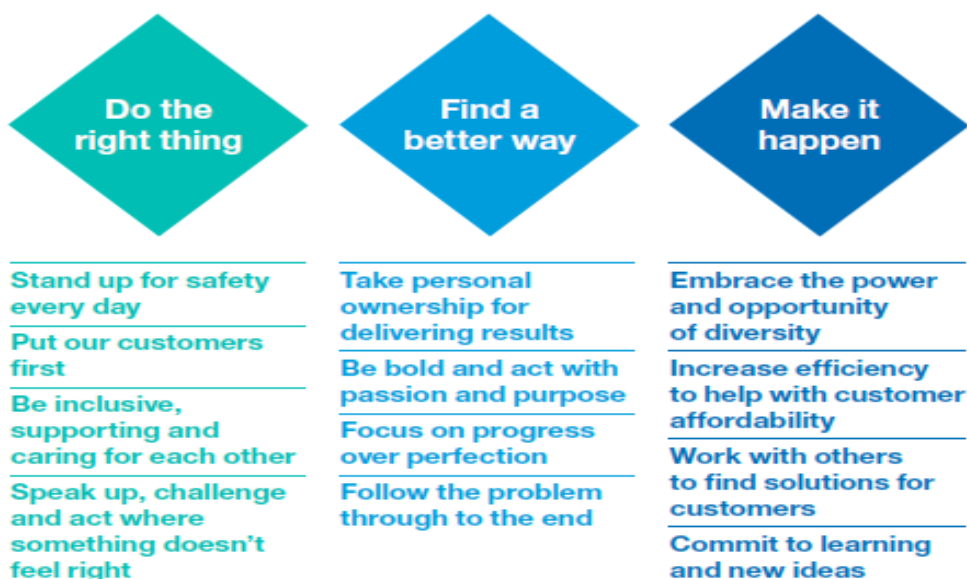 Do the
right thing
Stand up for safety
every day
Put our customers
first
Be inclusive,
supporting and
caring for each other
Speak up, challenge
and act where
something doesn't
feel right
Find a
better way
Take personal
ownership for
delivering results
Be bold and act with
passion and purpose
Focus on progress
over perfection
Follow the problem
through to the end
Make it
happen
Embrace the power
and opportunity
of diversity
Increase efficiency
to help with customer
affordability
Work with others
to find solutions for
customers
Commit to learning
and new ideas